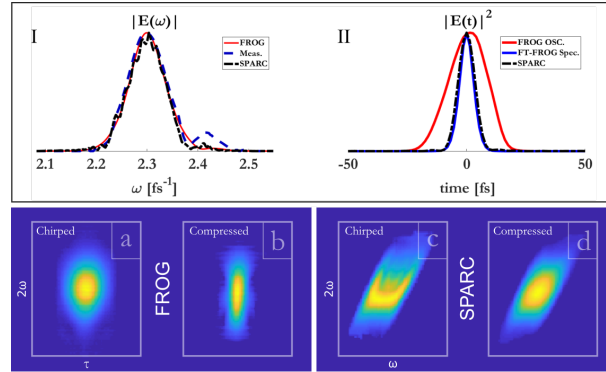 I
|E(ω)|
FROG
Meas.
SPARC
2.1
2.2
2.3
2.4
2.5
ω [fs⁻¹]
II
|E(t)|²
FROG OSC.
FT-FROG Spec.
SPARC
-50
0
50
time [fs]
Chirped
a
2ω
τ
FROG
Compressed
b
Chirped
c
2ω
ω
SPARC
Compressed
d